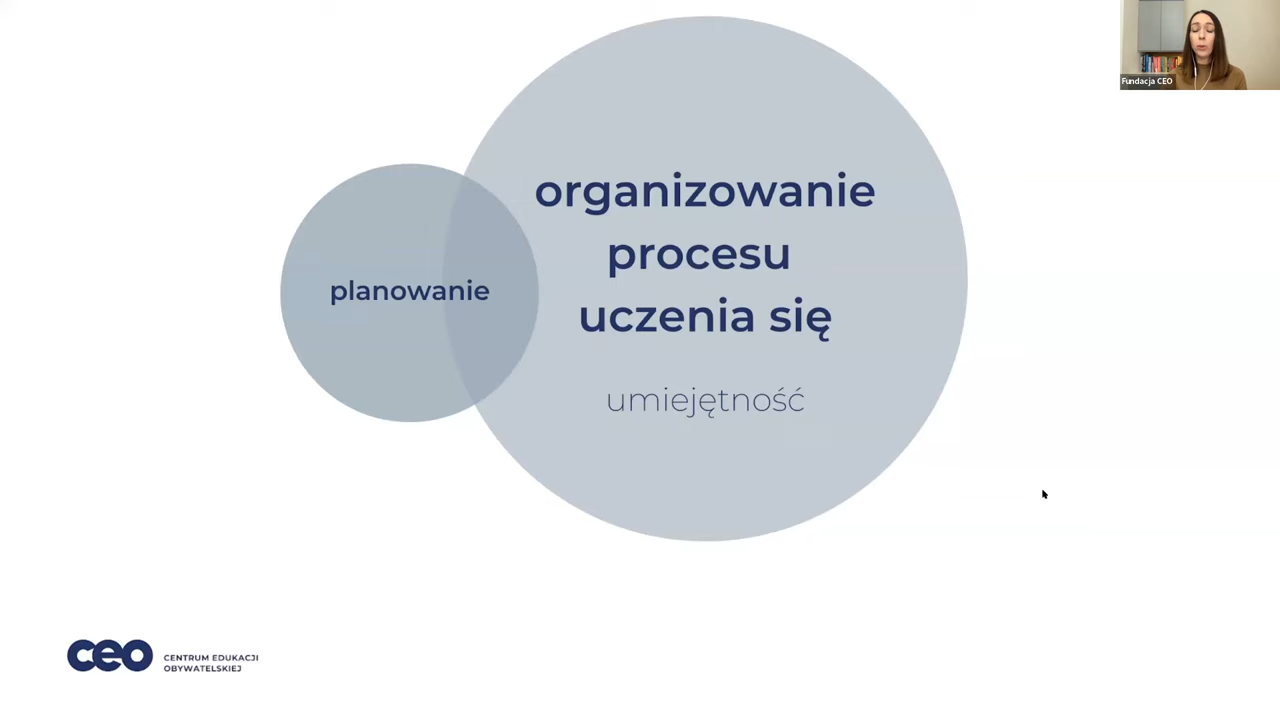 Fundacja CEO
organizowanie
procesu
uczenia się
planowanie
umiejętność
ceo
CENTRUM EDUKACJI
OBYWATELSKIEJ